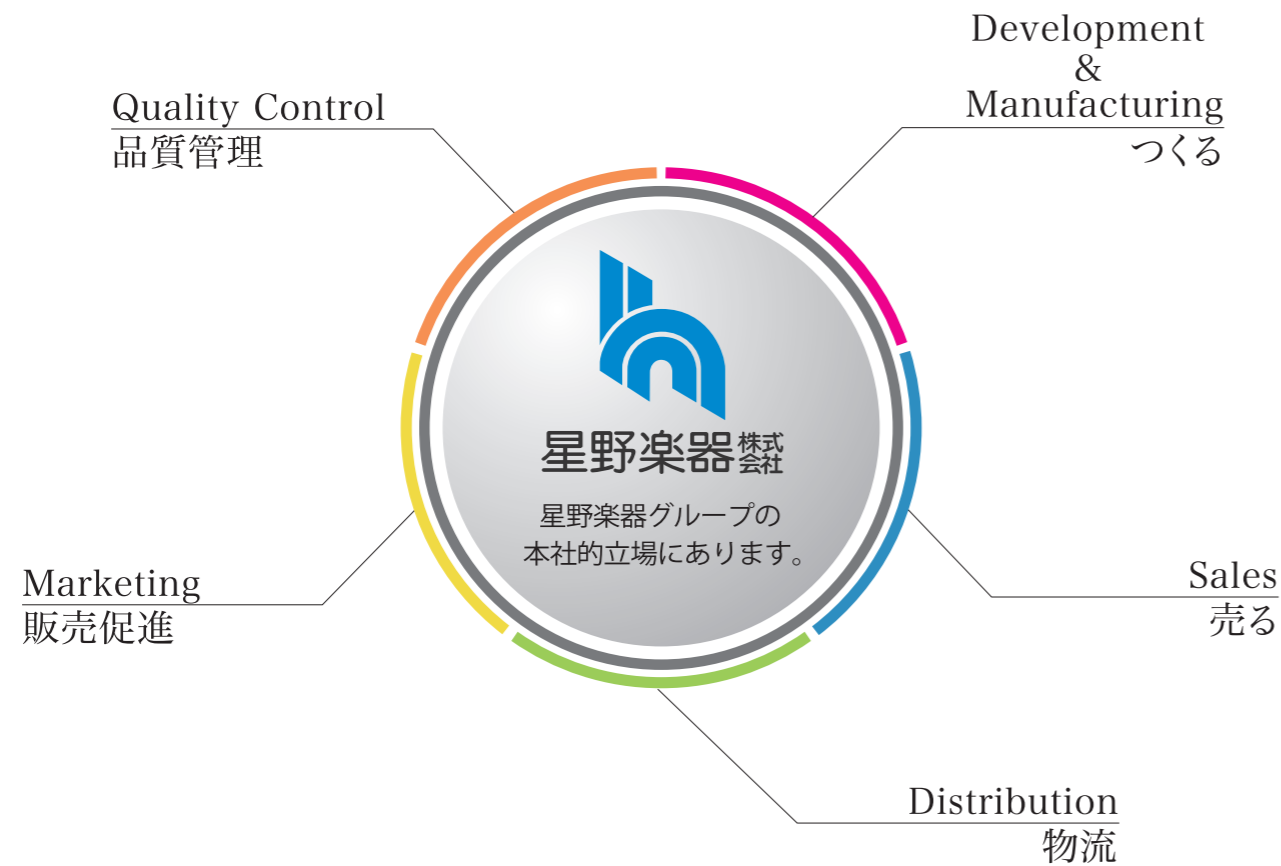 Development
&
Manufacturing
つくる
Quality Control
品質管理
星野楽器株式会社
星野楽器グループの
本社的立場にあります。
Marketing
販売促進
Sales
売る
Distribution
物流